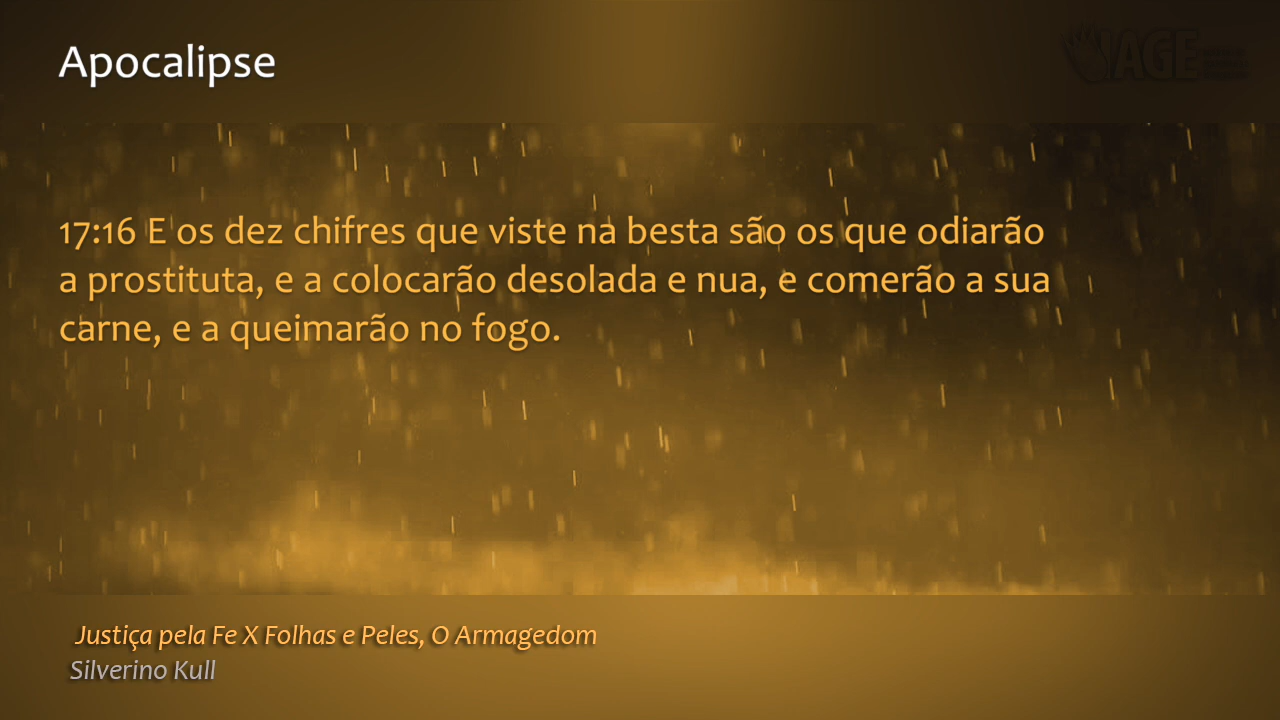 Apocalipse
IAGE
17:16 E os dez chifres que viste na besta são os que odiarão
a prostituta, e a colocarão desolada e nua, e comerão a sua
carne, e a queimarão no fogo.
Justiça pela Fe X Folhas e Peles, O Armagedom
Silverino Kull